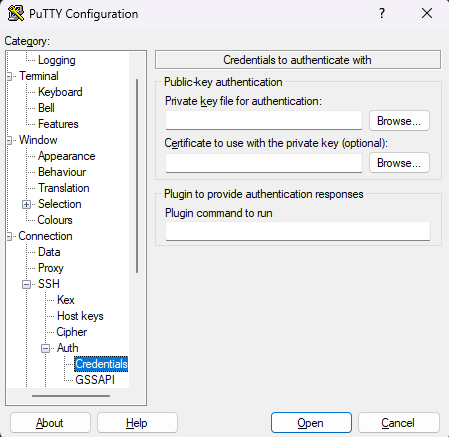 PuTTY Configuration
?
Category:
Logging
Terminal
Keyboard
Bell
Features
Window
Appearance
Behaviour
Translation
Selection
Colours
Connection
Data
Proxy
SSH
Kex
Host keys
Cipher
Auth
Credentials
GSSAPI
Credentials to authenticate with
Public-key authentication
Private key file for authentication:
Browse...
Certificate to use with the private key (optional):
Browse...
Plugin to provide authentication responses
Plugin command to run
About
Help
Open
Cancel